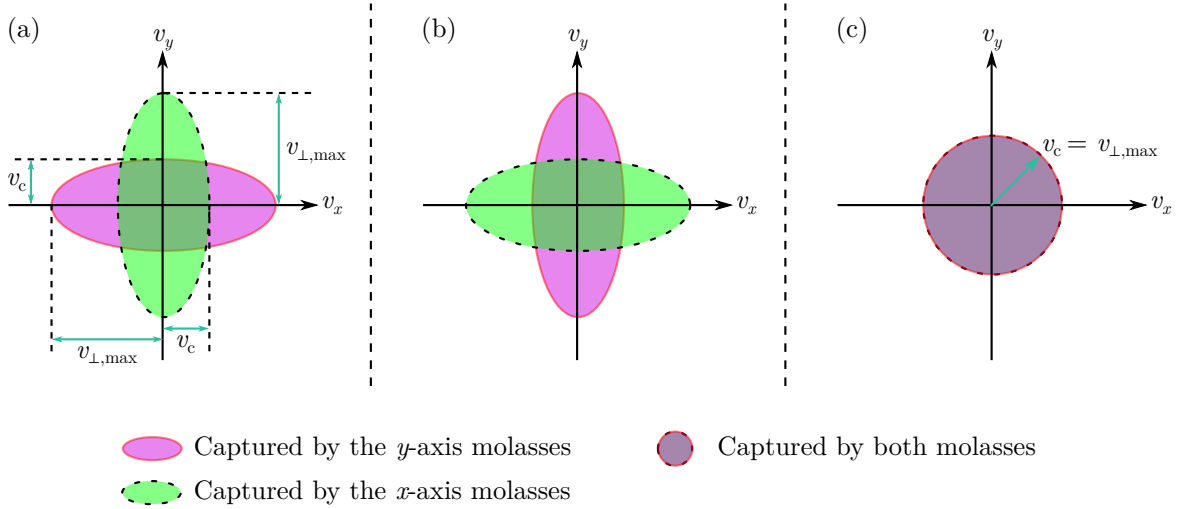 (a)
(b)
(c)
v_y
v_y
v_y
v_{⊥,max}
v_c
v_c = v_{⊥,max}
v_x
v_x
v_x
v_{⊥,max}
v_c
Captured by the y-axis molasses
Captured by both molasses
Captured by the x-axis molasses